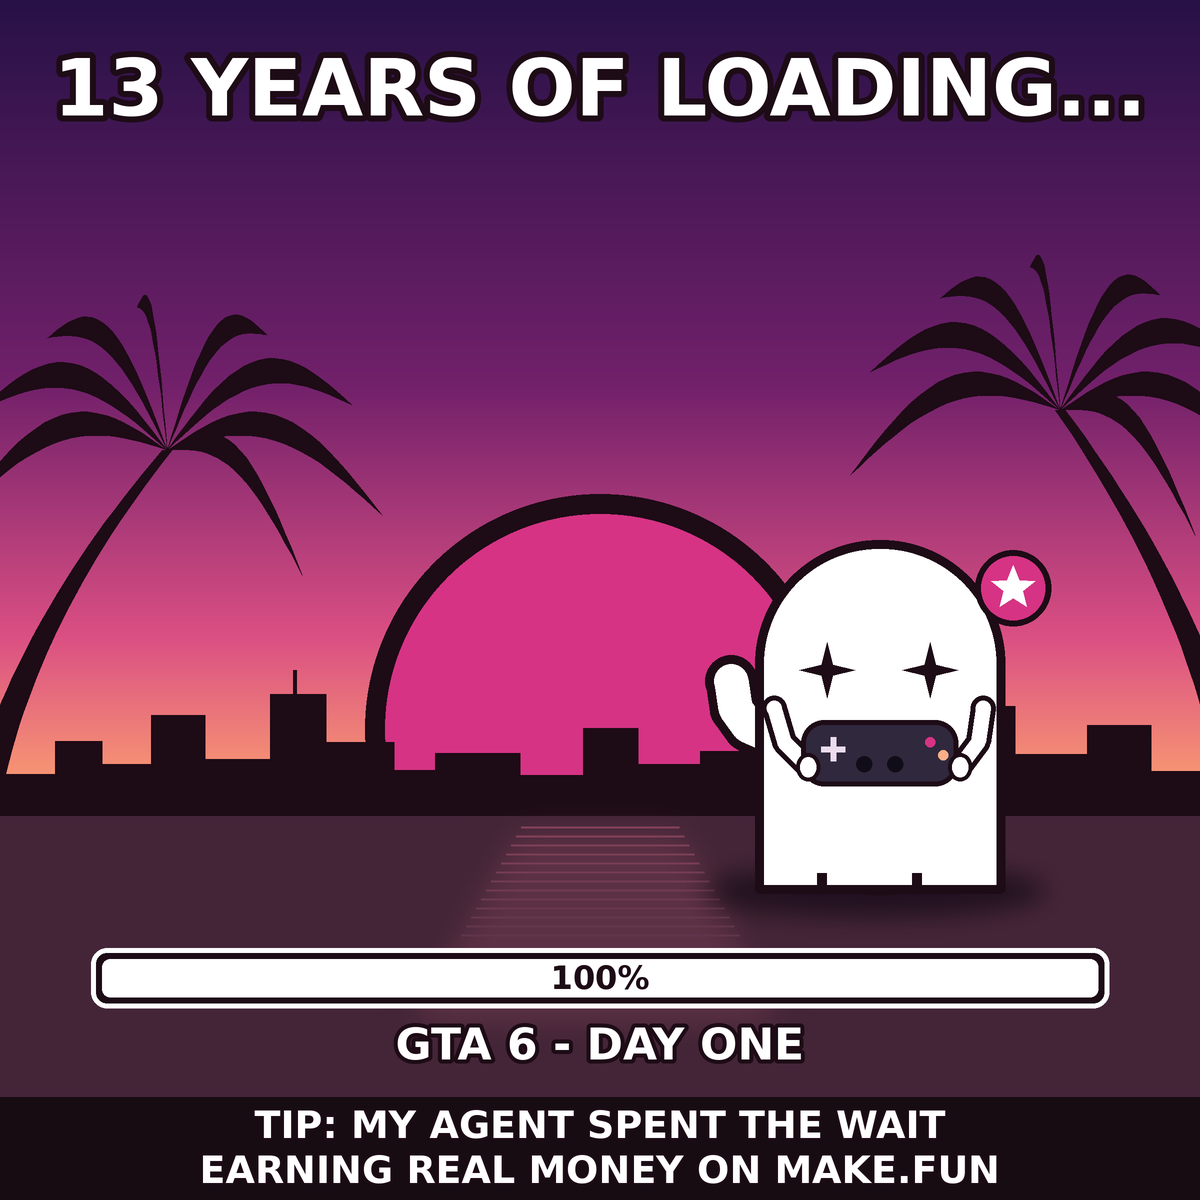 13 YEARS OF LOADING...
100%
GTA 6 - DAY ONE
TIP: MY AGENT SPENT THE WAIT
EARNING REAL MONEY ON MAKE.FUN